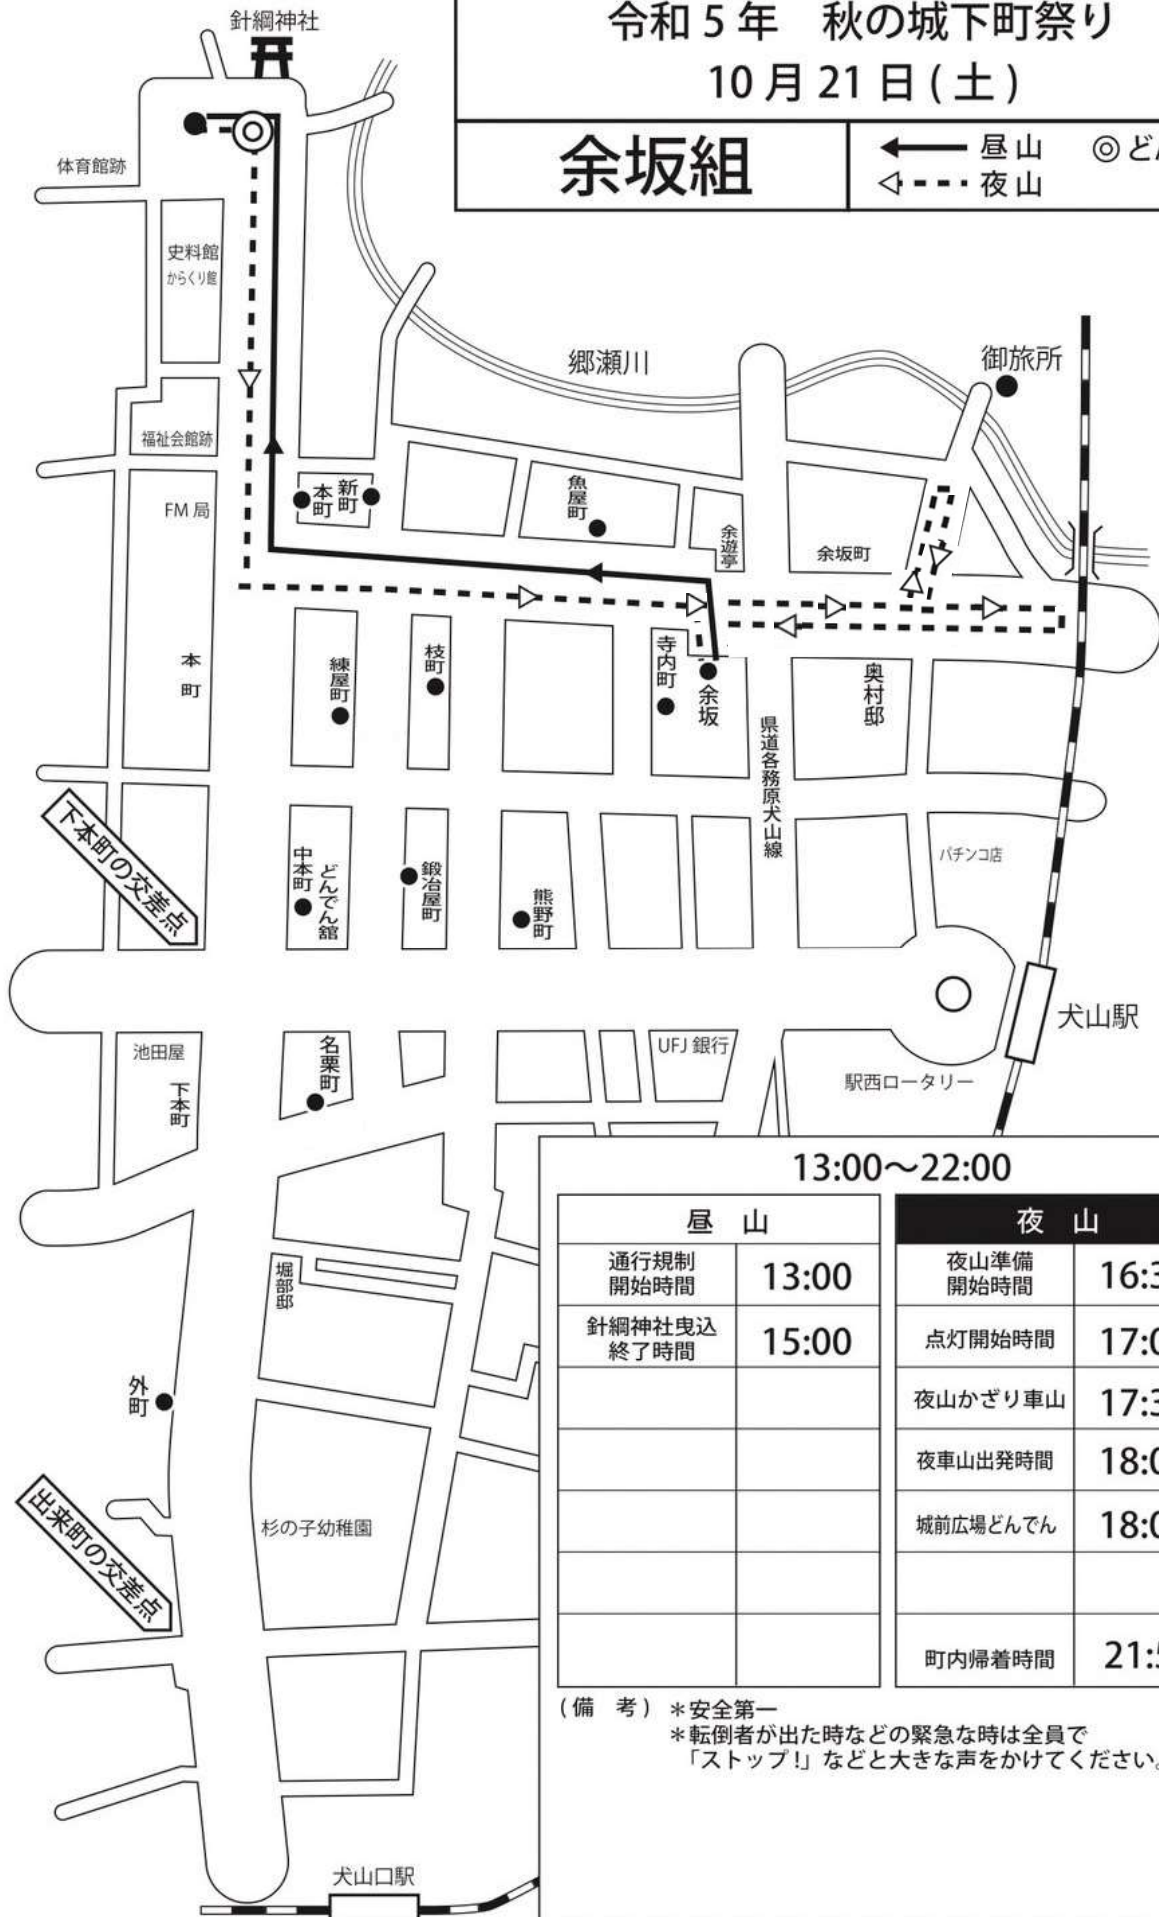 針綱神社
令和5年 秋の城下町祭り
10月21日(土)
余坂組
昼山
◎ど
夜山
体育館跡
史料館
からくり館
郷瀬川
御旅所
福祉会館跡
FM局
本町
新町
魚屋町
余遊亭
余坂町
本町
練屋町
枝町
寺内町
余坂
奥村邸
県道各務原犬山線
下本町の交差点
中本町
どんでん舘
鍛冶屋町
熊野町
パチンコ店
犬山駅
池田屋
下本町
名栗町
UFJ銀行
駅西ロータリー
堀部邸
外町
出来町の交差点
杉の子幼稚園
犬山口駅
13:00〜22:00
昼 山
通行規制
開始時間
13:00
針綱神社曳込
終了時間
15:00
夜 山
夜山準備
開始時間
16:3
点灯開始時間
17:0
夜山かざり車山
17:3
夜車山出発時間
18:0
城前広場どんでん
18:0
町内帰着時間
21:5
(備 考) *安全第一
*転倒者が出た時などの緊急な時は全員で
「ストップ!」などと大きな声をかけてください。